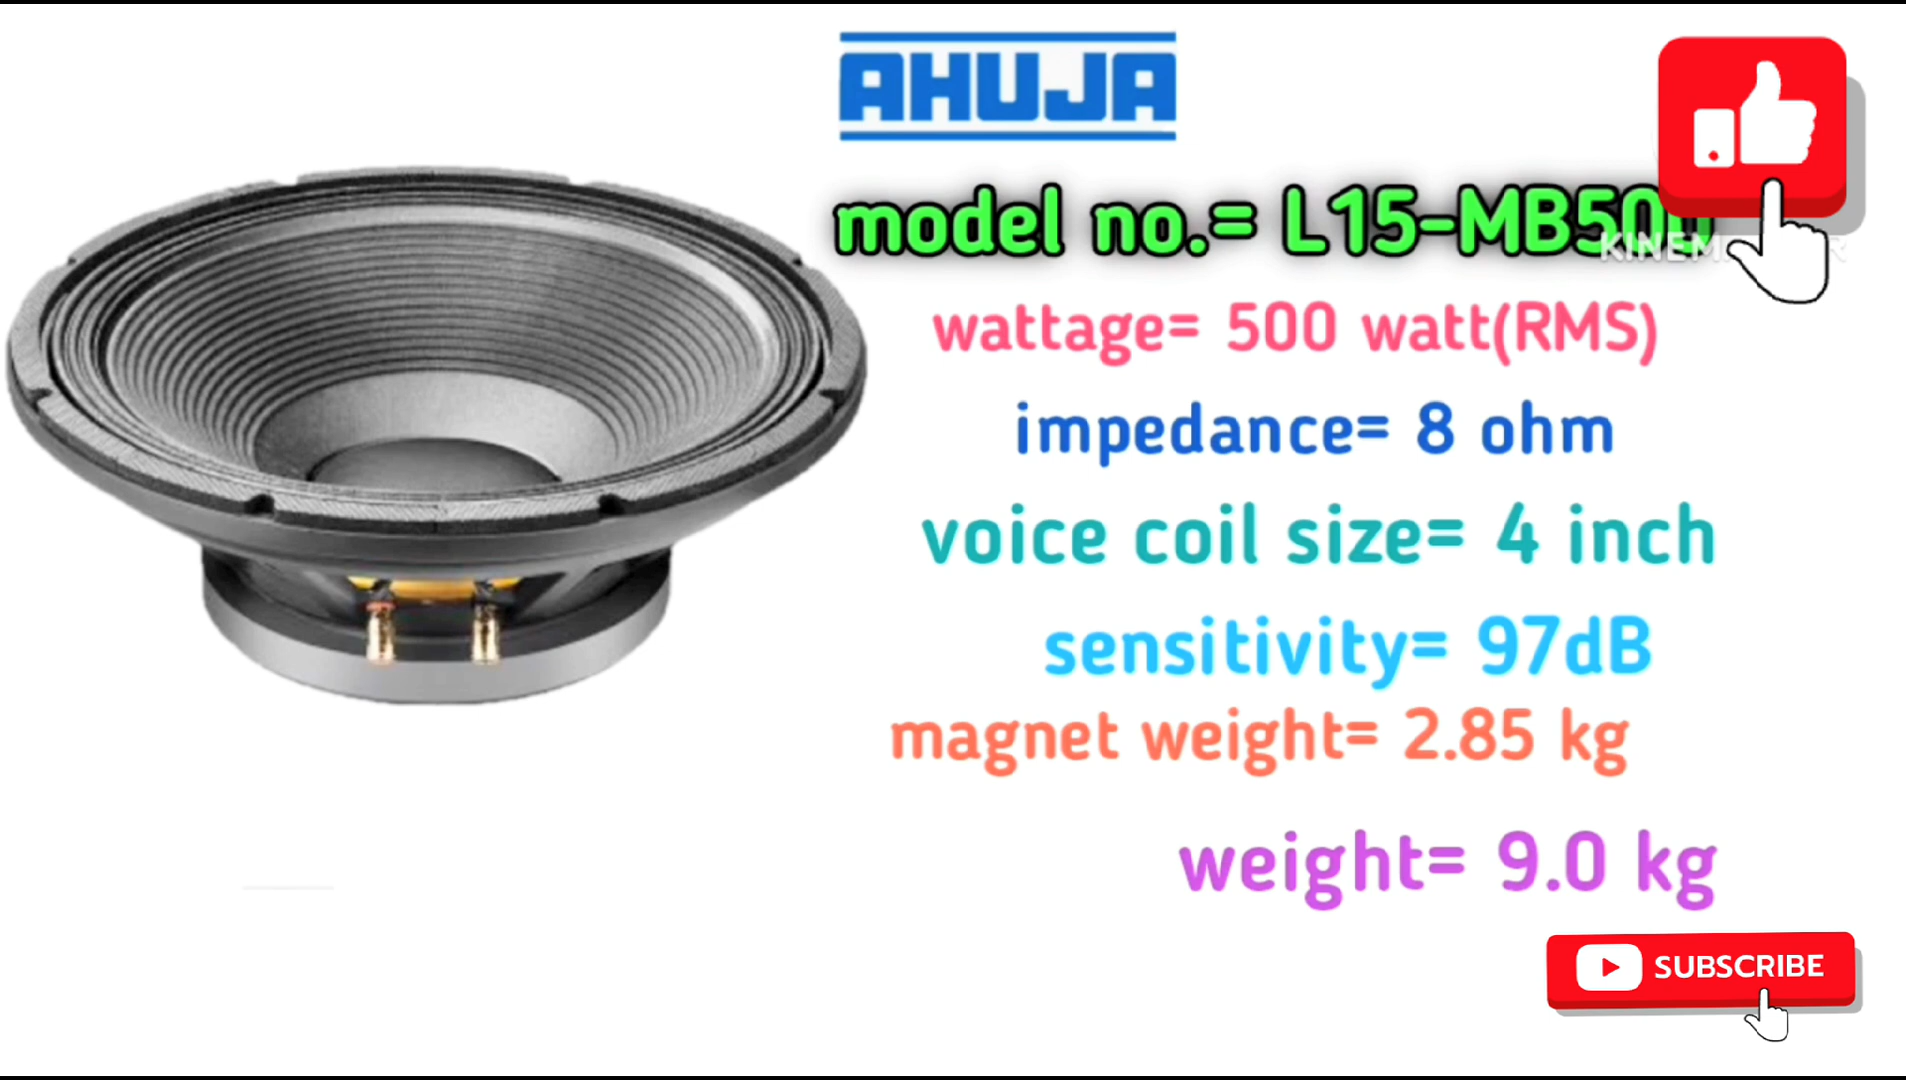 AHUJA
model no.= L15-MB500
wattage= 500 watt(RMS)
impedance= 8 ohm
voice coil size= 4 inch
sensitivity= 97dB
magnet weight= 2.85 kg
weight= 9.0 kg
SUBSCRIBE